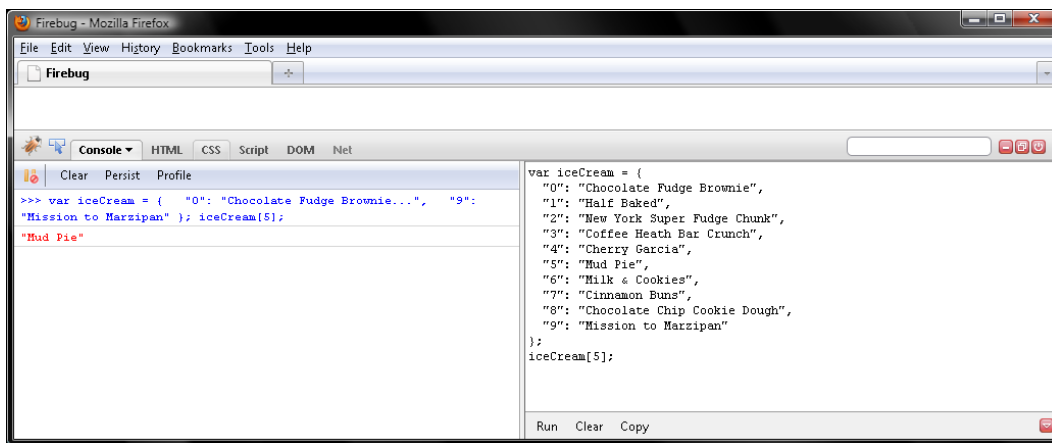 Firebug - Mozilla Firefox
File Edit View History Bookmarks Tools Help
Firebug
Console HTML CSS Script DOM Net
Clear Persist Profile
>>> var iceCream = { "0": "Chocolate Fudge Brownie...", "9":
"Mission to Marzipan" }; iceCream[5];
"Mud Pie"
var iceCream = {
"0": "Chocolate Fudge Brownie",
"1": "Half Baked",
"2": "New York Super Fudge Chunk",
"3": "Coffee Heath Bar Crunch",
"4": "Cherry Garcia",
"5": "Mud Pie",
"6": "Milk & Cookies",
"7": "Cinnamon Buns",
"8": "Chocolate Chip Cookie Dough",
"9": "Mission to Marzipan"
};
iceCream[5];
Run Clear Copy